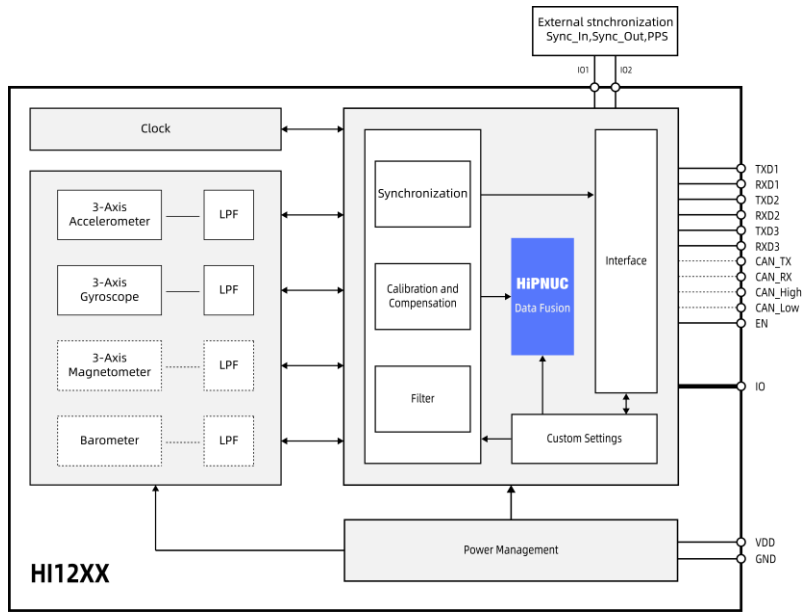 External stnchronization
Sync_In,Sync_Out,PPS
IO1
IO2
Clock
3-Axis
Accelerometer
LPF
3-Axis
Gyroscope
LPF
3-Axis
Magnetometer
LPF
Barometer
LPF
Synchronization
Calibration and
Compensation
Filter
HiPNUC
Data Fusion
Interface
Custom Settings
TXD1
RXD1
TXD2
RXD2
TXD3
RXD3
CAN_TX
CAN_RX
CAN_High
CAN_Low
EN
IO
Power Management
VDD
GND
HI12XX